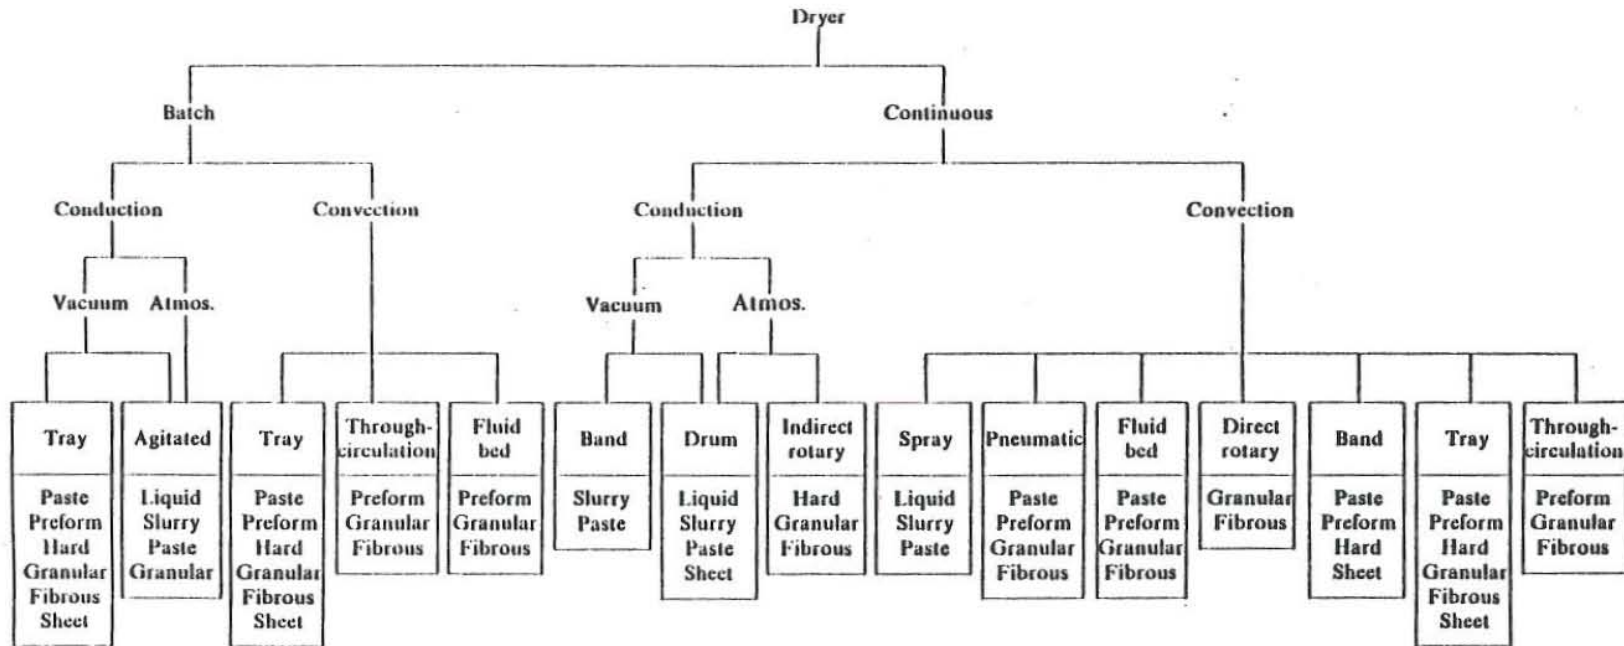 Dryer
Batch
Continuous
Conduction
Convection
Conduction
Convection
Vacuum
Atmos.
Vacuum
Atmos.
Tray
Paste
Preform
Hard
Granular
Fibrous
Sheet
Agitated
Liquid
Slurry
Paste
Granular
Tray
Paste
Preform
Hard
Granular
Fibrous
Sheet
Through-
circulation
Preform
Granular
Fibrous
Fluid
bed
Preform
Granular
Fibrous
Band
Slurry
Paste
Drum
Liquid
Slurry
Paste
Sheet
Indirect
rotary
Hard
Granular
Fibrous
Spray
Liquid
Slurry
Paste
Pneumatic
Paste
Preform
Granular
Fibrous
Fluid
bed
Paste
Preform
Granular
Fibrous
Direct
rotary
Granular
Fibrous
Band
Paste
Preform
Hard
Sheet
Tray
Paste
Preform
Hard
Granular
Fibrous
Sheet
Through-
circulation
Preform
Granular
Fibrous